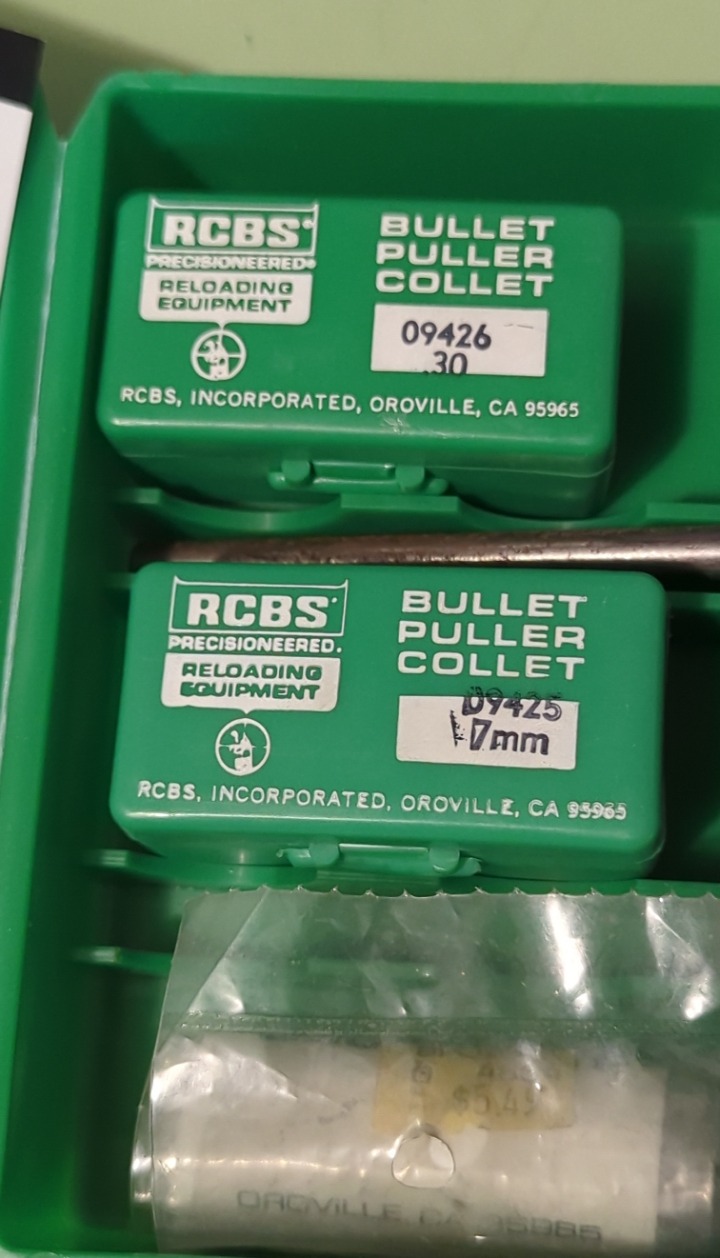 RCBS
PRECISIONEERED
RELOADING
EQUIPMENT
BULLET
PULLER
COLLET
09426
.30
RCBS, INCORPORATED, OROVILLE, CA 95965
RCBS
PRECISIONEERED.
RELOADING
EQUIPMENT
BULLET
PULLER
COLLET
09425
7mm
RCBS, INCORPORATED, OROVILLE, CA 95965
$5.49
OROVILLE, CA